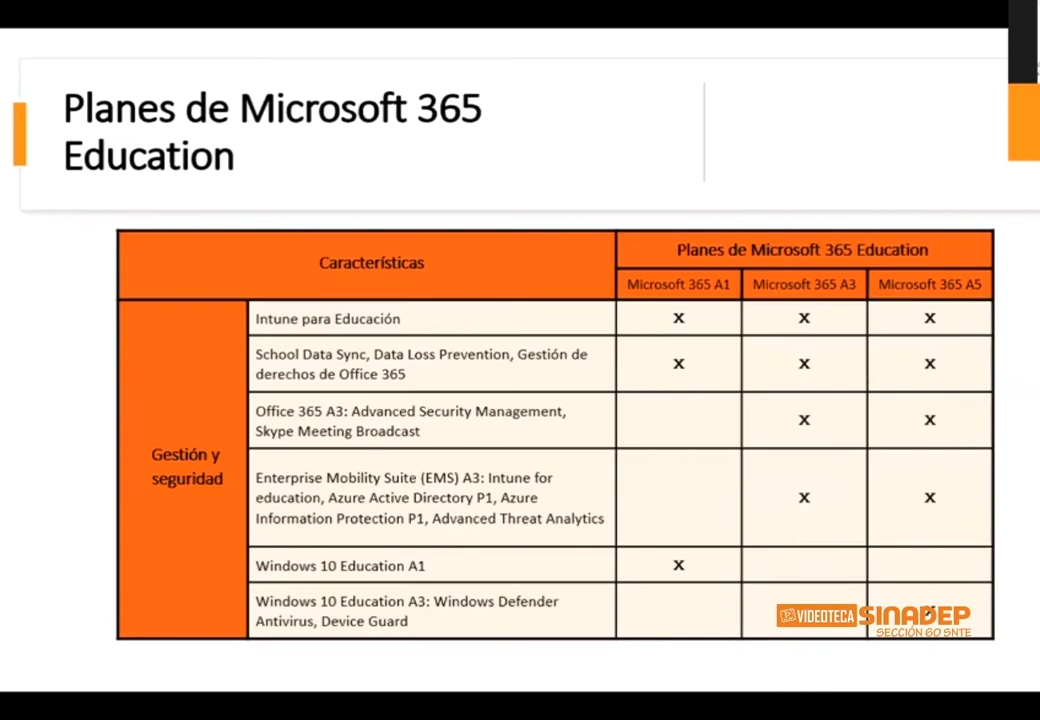 Planes de Microsoft 365
Education
Características
Planes de Microsoft 365 Education
Microsoft 365 A1
Microsoft 365 A3
Microsoft 365 A5
Gestión y
seguridad
Intune para Educación
x
x
x
School Data Sync, Data Loss Prevention, Gestión de
derechos de Office 365
x
x
x
Office 365 A3: Advanced Security Management,
Skype Meeting Broadcast
x
x
Enterprise Mobility Suite (EMS) A3: Intune for
education, Azure Active Directory P1, Azure
Information Protection P1, Advanced Threat Analytics
x
x
Windows 10 Education A1
x
Windows 10 Education A3: Windows Defender
Antivirus, Device Guard
VIDEOTECA SINADEP
SECCIÓN 60 SNTE